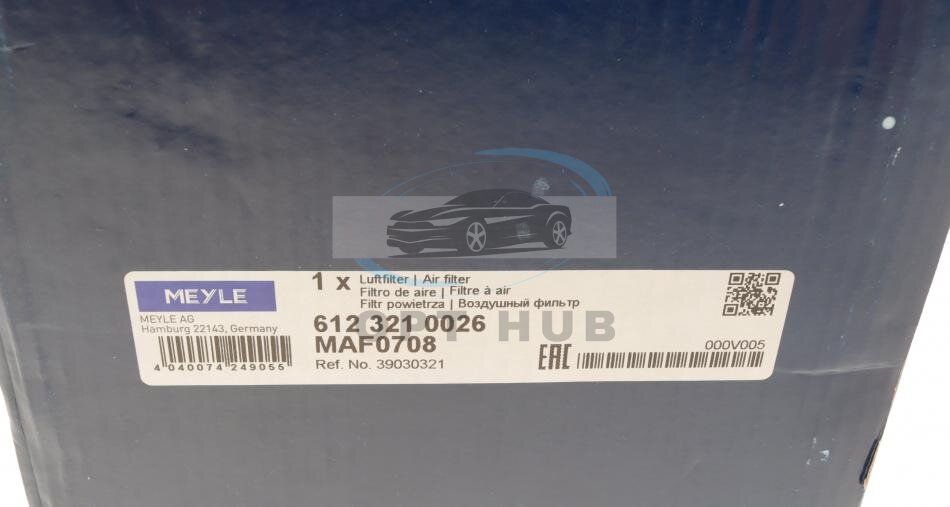 MEYLE
MEYLE AG
Hamburg 22143, Germany
4 040074 249055
1 x Luftfilter | Air filter
Filtro de aire | Filtre à air
Filtr powietrza | Воздушный фильтр
612 321 0026
MAF0708
Ref. No. 39030321
EAC
000V005
OPT HUB